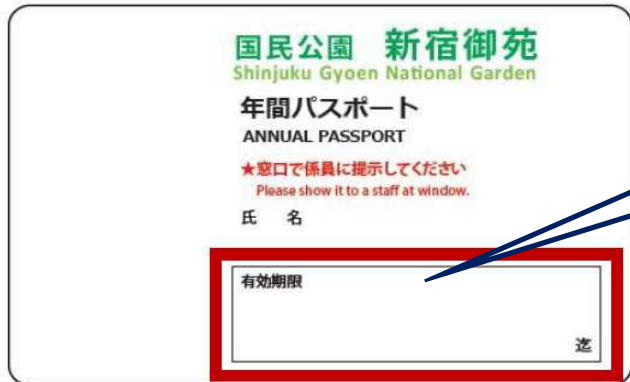 国民公園 新宿御苑
Shinjuku Gyoen National Garden
年間パスポート
ANNUAL PASSPORT
★窓口で係員に提示してください
Please show it to a staff at window.
氏 名
有効期限
迄